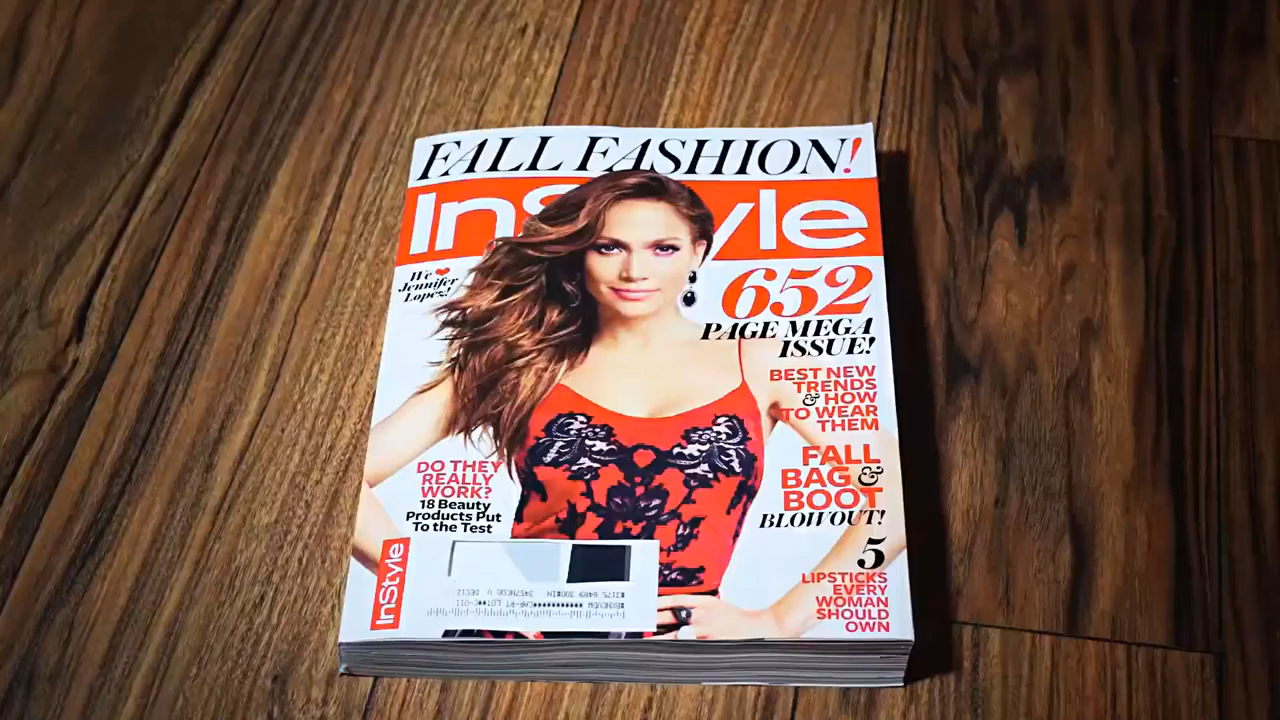 FALL FASHION!
InStyle
We ❤
Jennifer
Lopez!
652
PAGE MEGA
ISSUE!
BEST NEW
TRENDS
& HOW
TO WEAR
THEM
FALL
BAG &
BOOT
BLOWOUT!
5
LIPSTICKS
EVERY
WOMAN
SHOULD
OWN
DO THEY
REALLY
WORK?
18 Beauty
Products Put
To the Test
InStyle